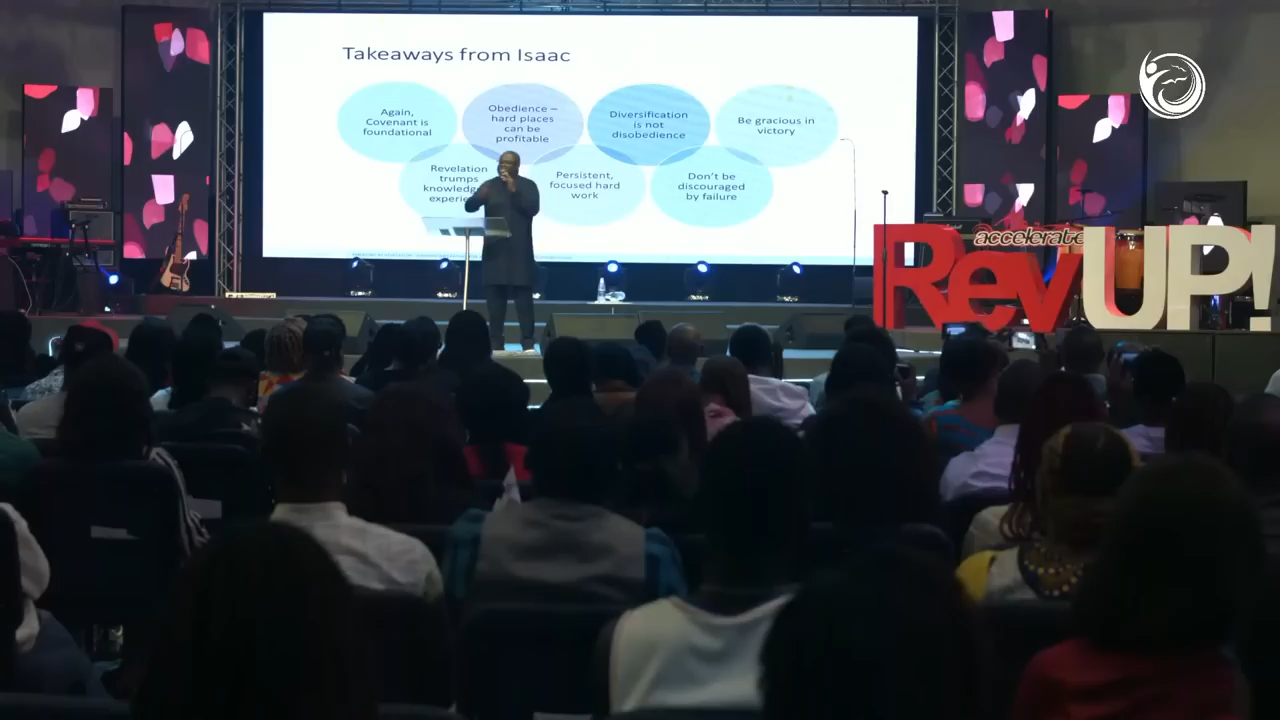 Takeaways from Isaac
Again,
Covenant is
foundational
Obedience –
hard places
can be
profitable
Diversification
is not
disobedience
Be gracious in
victory
Revelation
trumps
Persistent,
focused hard
work
Don't be
discouraged
by failure
accelerate
RevUP!